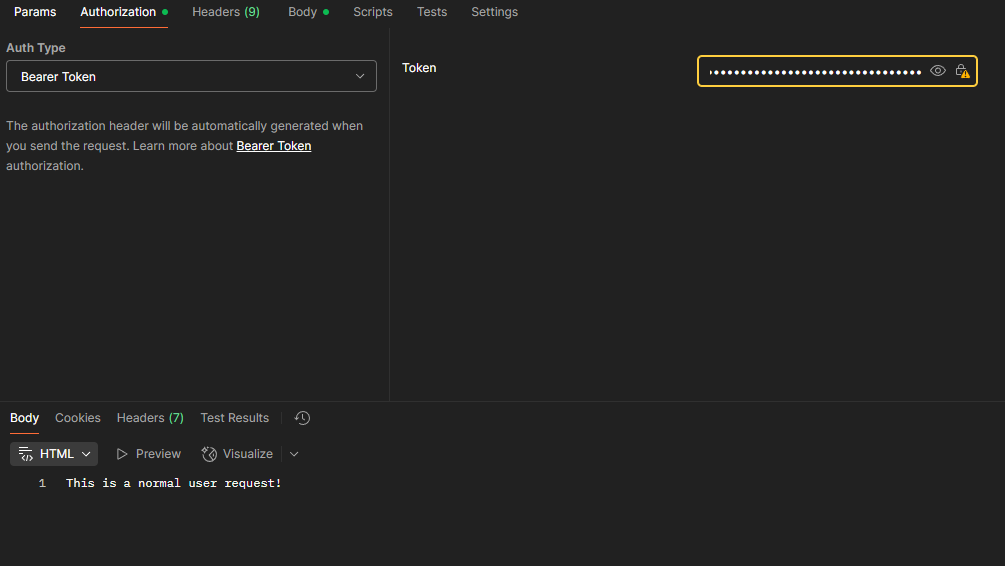 Params Authorization Headers (9) Body Scripts Tests Settings
Auth Type
Bearer Token
The authorization header will be automatically generated when
you send the request. Learn more about Bearer Token
authorization.
Token
••••••••••••••••••••••••••••••••
Body Cookies Headers (7) Test Results
HTML Preview Visualize
1 This is a normal user request!